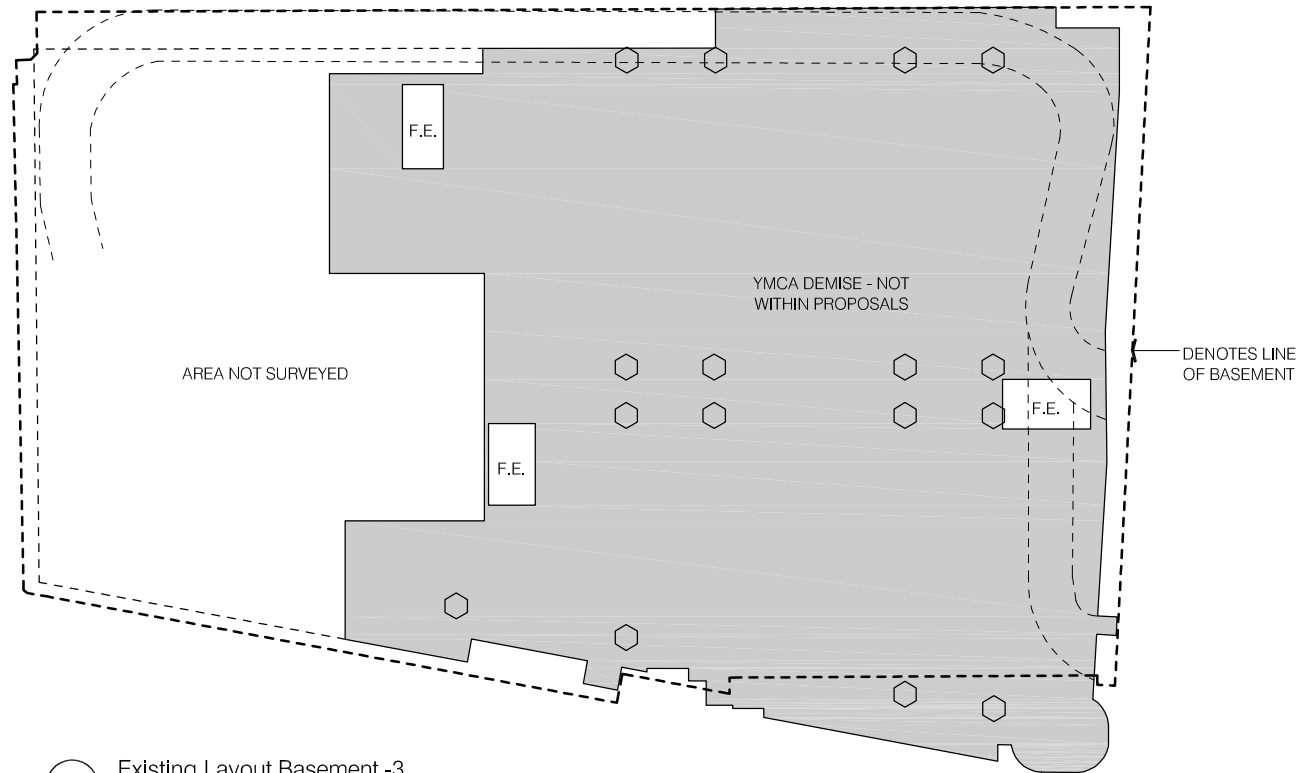 F.E.
YMCA DEMISE - NOT
WITHIN PROPOSALS
DENOTES LINE
OF BASEMENT
AREA NOT SURVEYED
F.E.
F.E.
Existing Layout Basement -3